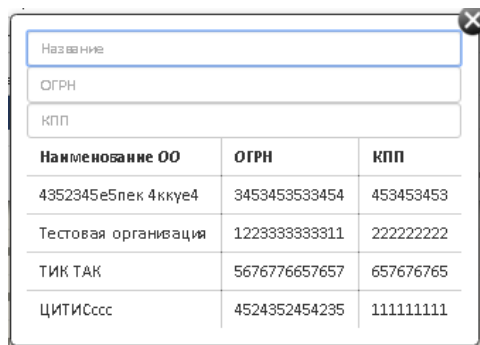 Название
ОГРН
КПП
Наименование ОО ОГРН КПП
4352345е5пек 4ккуе4 3453453533454 453453453
Тестовая организация 1223333333311 222222222
ТИК ТАК 5676776657657 657676765
ЦИТИСссс 4524352454235 111111111